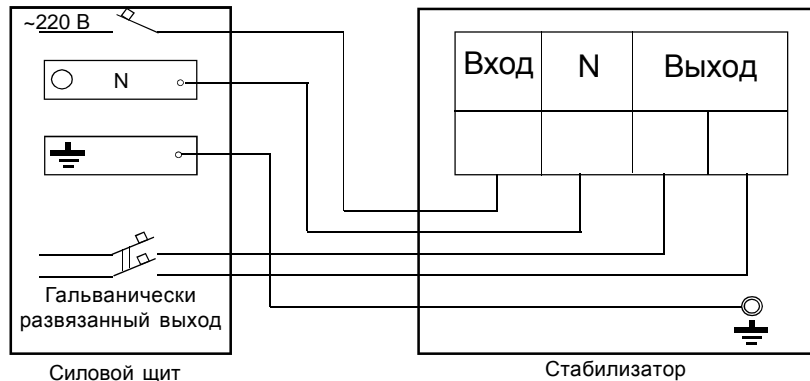 ~220 В
N
Гальванически
развязанный выход
Силовой щит
Вход N Выход
Стабилизатор